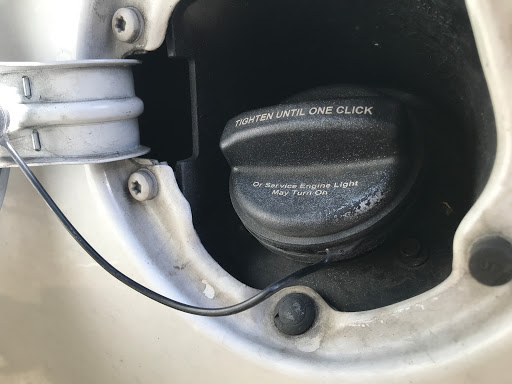 TIGHTEN UNTIL ONE CLICK
Or Service Engine Light
May Turn On